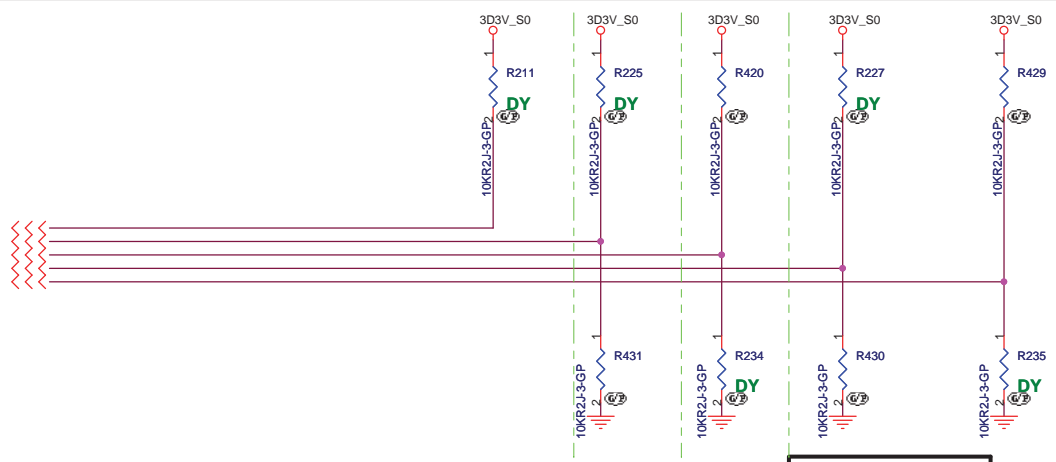 3D3V_S0 3D3V_S0 3D3V_S0 3D3V_S0 3D3V_S0
1 1 1 1 1
R211 R225 R420 R227 R429
DY DY DY
2 2 2 2 2
G/P G/P G/P G/P G/P
10KR2J-3-GP 10KR2J-3-GP 10KR2J-3-GP 10KR2J-3-GP 10KR2J-3-GP
1 1 1 1
R431 R234 R430 R235
DY DY
2 2 2 2
G/P G/P G/P G/P
10KR2J-3-GP 10KR2J-3-GP 10KR2J-3-GP 10KR2J-3-GP